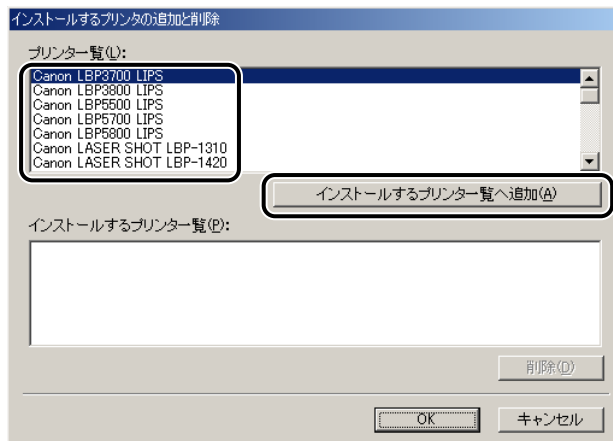 インストールするプリンタの追加と削除
プリンタ一覧(L):
Canon LBP3700 LIPS
Canon LBP3800 LIPS
Canon LBP5500 LIPS
Canon LBP5700 LIPS
Canon LBP5800 LIPS
Canon LASER SHOT LBP-1310
Canon LASER SHOT LBP-1420
インストールするプリンタ一覧へ追加(A)
インストールするプリンタ一覧(P):
削除(D)
OK
キャンセル